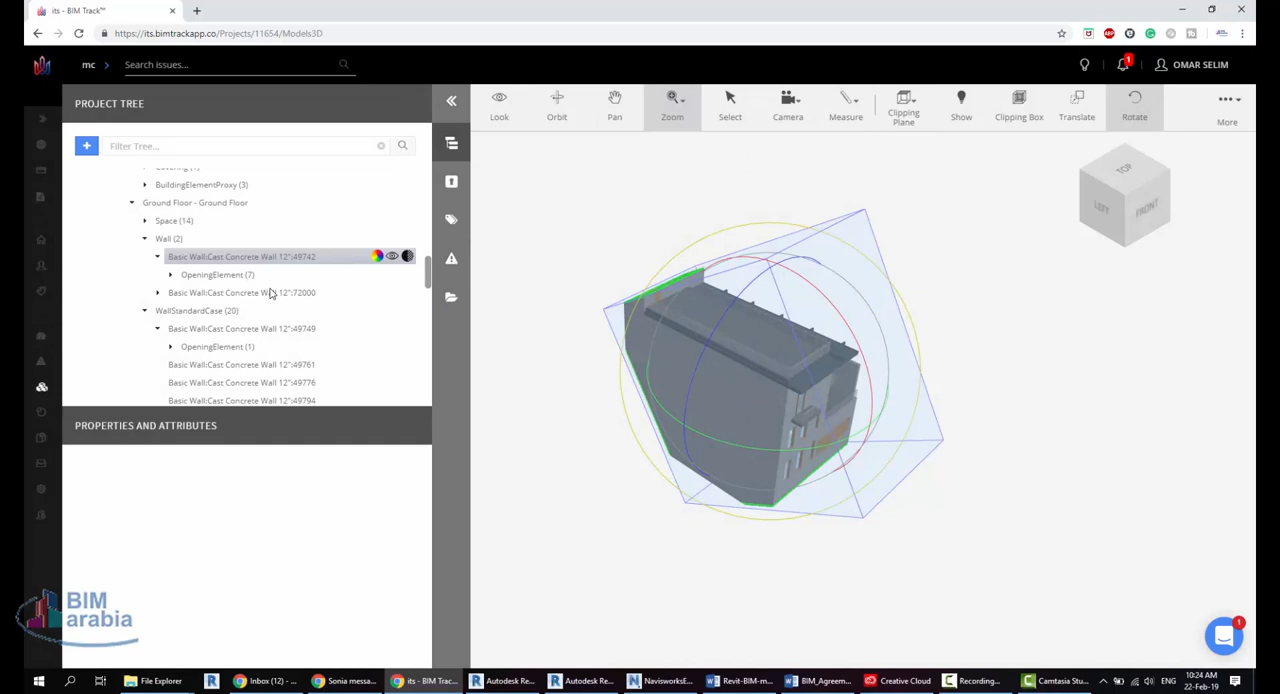 its - BIM Track™
https://its.bimtrackapp.co/Projects/11654/Models3D
mc
Search issues...
1
OMAR SELIM
PROJECT TREE
Look
Orbit
Pan
Zoom
Select
Camera
Measure
Clipping Plane
Show
Clipping Box
Translate
Rotate
More
Filter Tree...
BuildingElementProxy (3)
Ground Floor - Ground Floor
Space (14)
Wall (2)
Basic Wall:Cast Concrete Wall 12":49742
OpeningElement (7)
Basic Wall:Cast Concrete Wall 12":72000
WallStandardCase (20)
Basic Wall:Cast Concrete Wall 12":49749
OpeningElement (1)
Basic Wall:Cast Concrete Wall 12":49761
Basic Wall:Cast Concrete Wall 12":49776
Basic Wall:Cast Concrete Wall 12":49794
TOP
LEFT
FRONT
PROPERTIES AND ATTRIBUTES
BIM
arabia
1
File Explorer
Inbox (12) - ...
Sonia messa...
its - BIM Trac...
Autodesk Re...
Autodesk Re...
NavisworksE...
Revit-BIM-m...
BIM_Agreem...
Creative Cloud
Recording...
Camtasia Stu...
ENG
10:24 AM
22-Feb-19